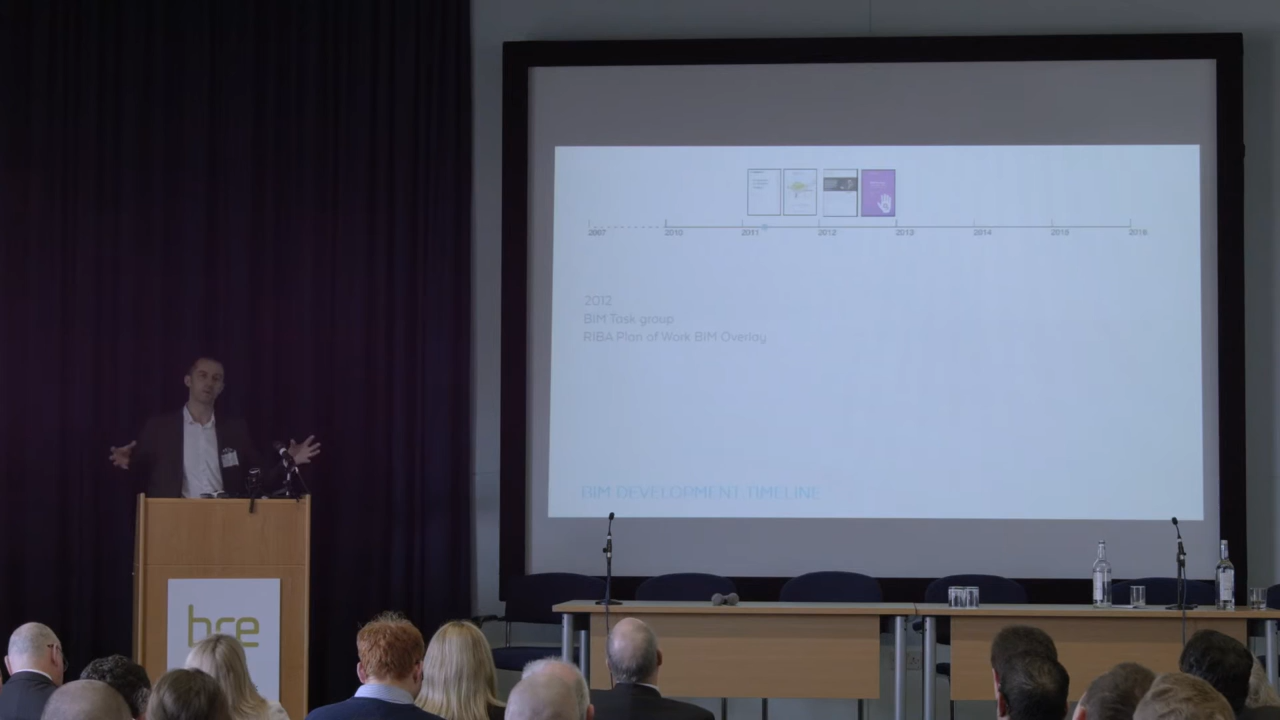 2007 2010 2011 2012 2013 2014 2015 2016
2012
BIM Task group
RIBA Plan of Work BIM Overlay
BIM DEVELOPMENT TIMELINE
bre